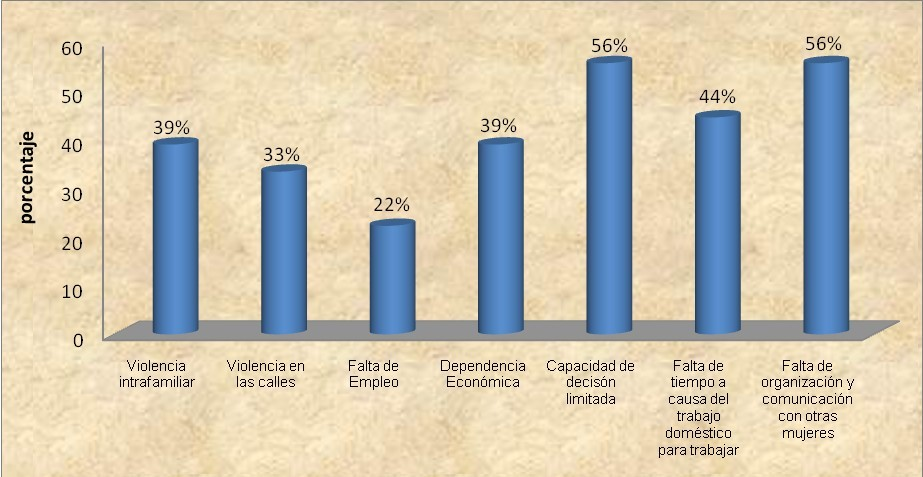 porcentaje
60
50
40
30
20
10
0
39%
33%
22%
39%
56%
44%
56%
Violencia
intrafamiliar
Violencia en
las calles
Falta de
Empleo
Dependencia
Económica
Capacidad de
decisón
limitada
Falta de
tiempo a
causa del
trabajo
doméstico
para trabajar
Falta de
organización y
comunicación
con otras
mujeres